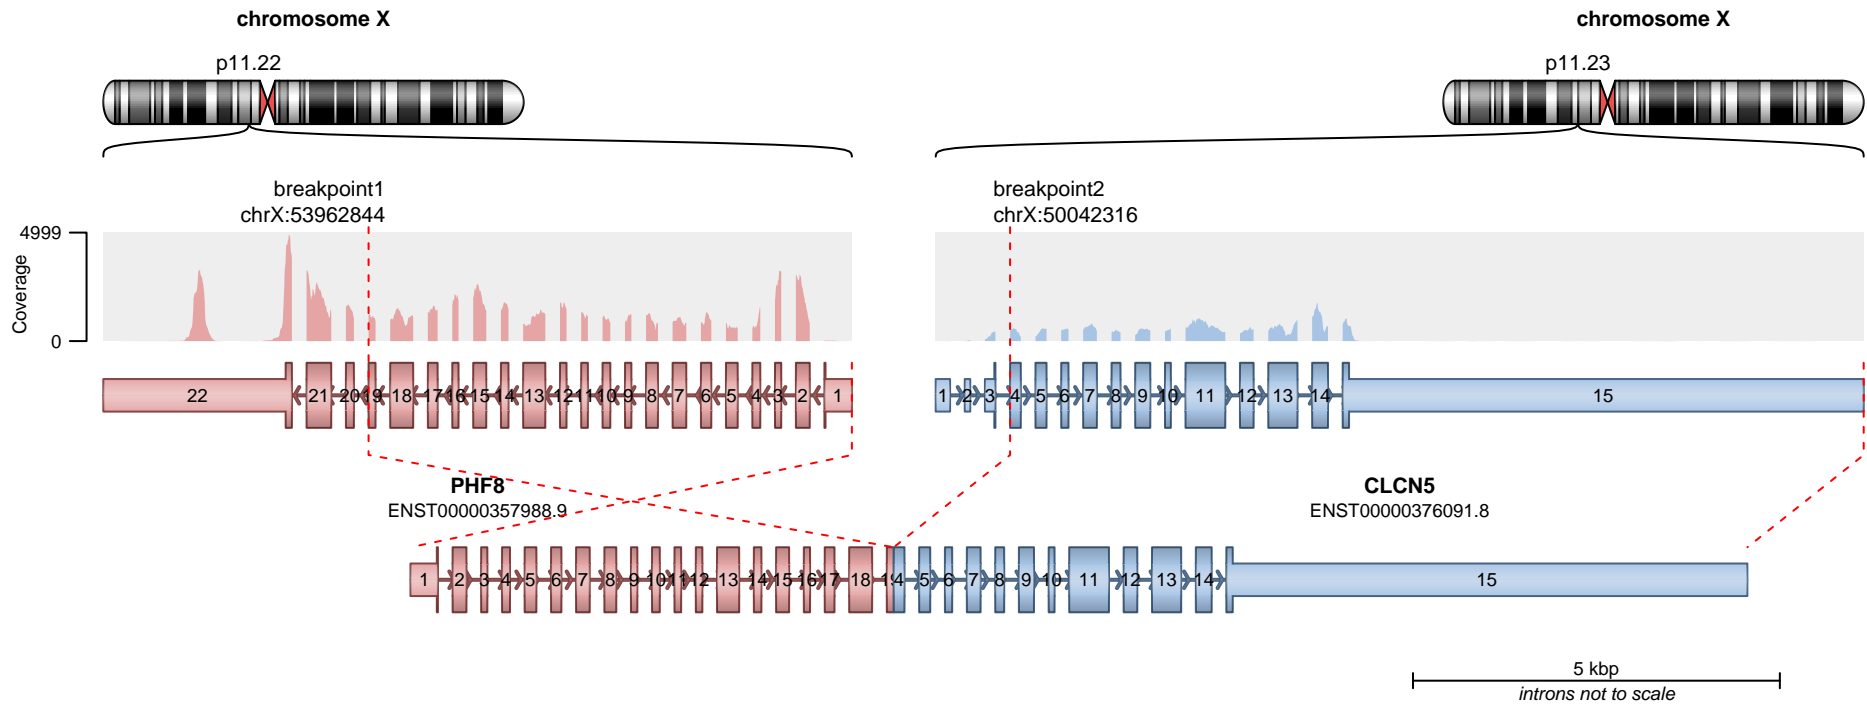 chromosome X
chromosome X
p11.22
p11.23
breakpoint1
chrX:53962844
breakpoint2
chrX:50042316
4999
Coverage
0
22 21 20 19 18 17 16 15 14 13 12 11 10 9 8 7 6 5 4 3 2 1
1 2 3 4 5 6 7 8 9 10 11 12 13 14 15
PHF8
ENST00000357988.9
CLCN5
ENST00000376091.8
1 2 3 4 5 6 7 8 9 10 11 12 13 14 15 16 17 18 19 4 5 6 7 8 9 10 11 12 13 14 15
5 kbp
introns not to scale